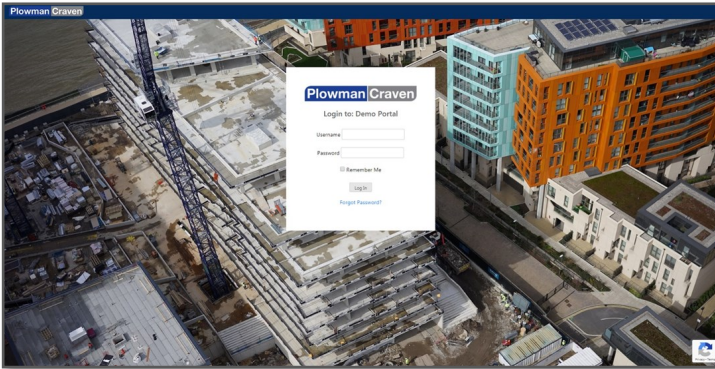 Plowman Craven
Plowman Craven
Login to: Demo Portal
Username
Password
Remember Me
Log In
Forgot Password?